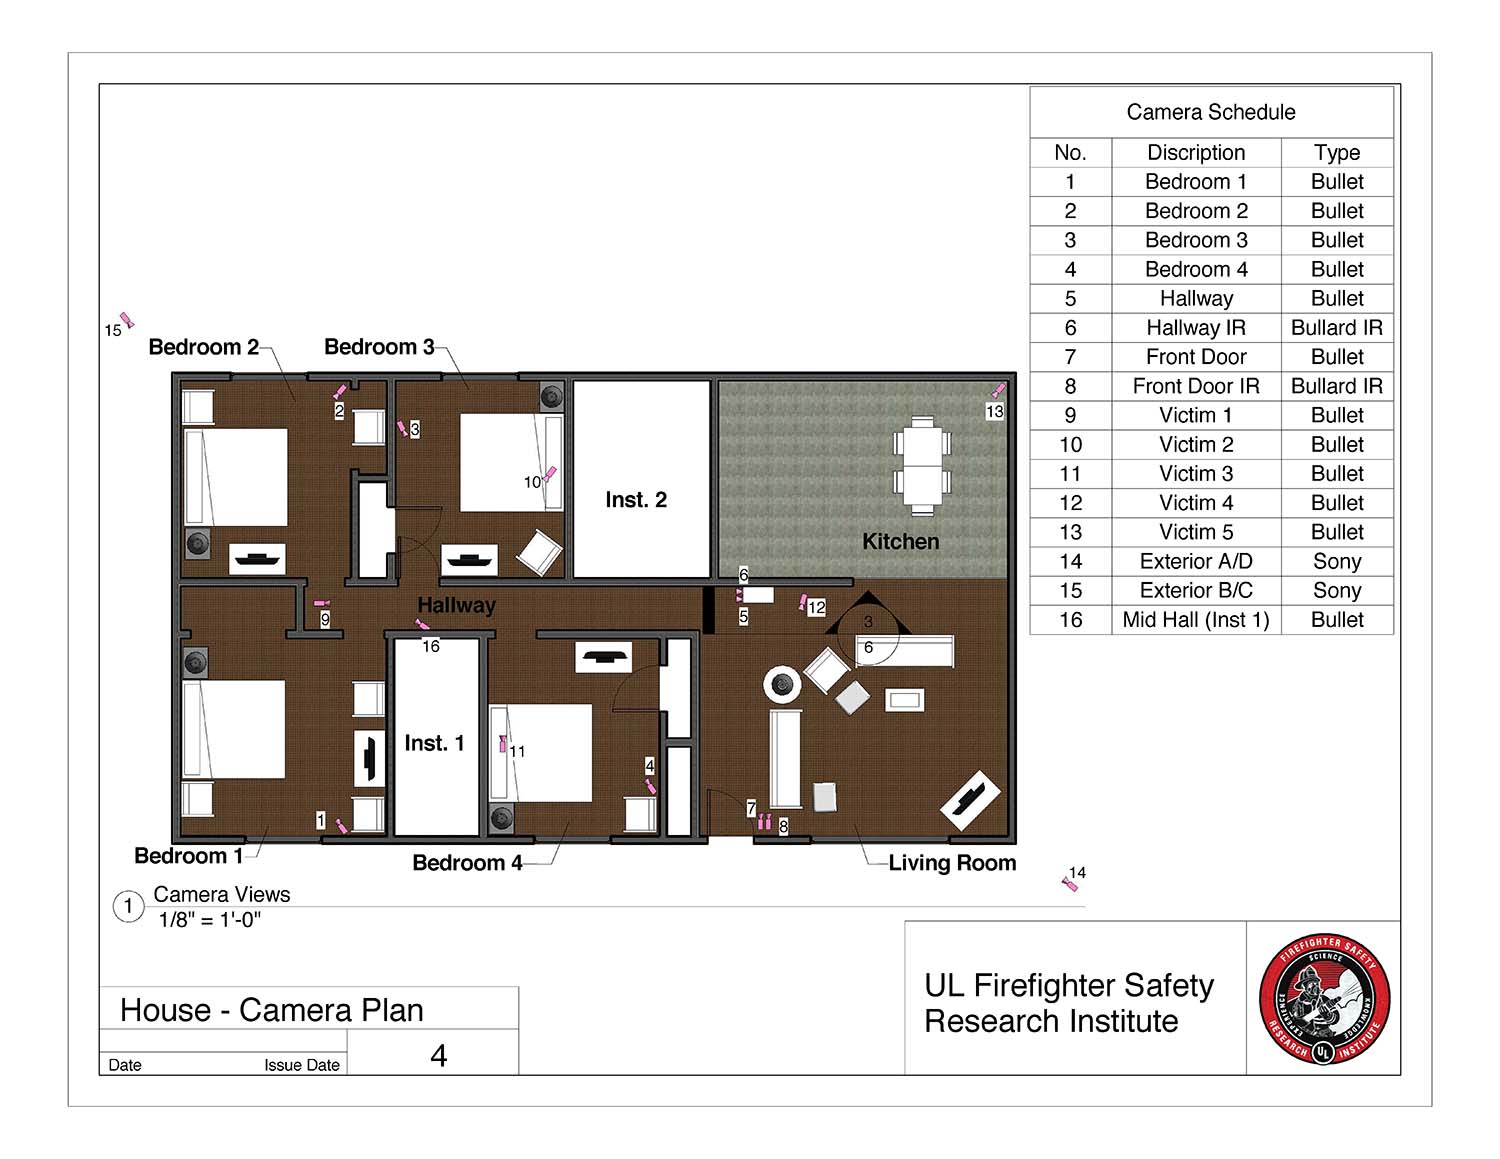 Camera Schedule
No. Discription Type
1 Bedroom 1 Bullet
2 Bedroom 2 Bullet
3 Bedroom 3 Bullet
4 Bedroom 4 Bullet
5 Hallway Bullet
6 Hallway IR Bullard IR
7 Front Door Bullet
8 Front Door IR Bullard IR
9 Victim 1 Bullet
10 Victim 2 Bullet
11 Victim 3 Bullet
12 Victim 4 Bullet
13 Victim 5 Bullet
14 Exterior A/D Sony
15 Exterior B/C Sony
16 Mid Hall (Inst 1) Bullet
15
Bedroom 2
Bedroom 3
2
3
13
10
Inst. 2
Kitchen
6
Hallway
9
5
12
3
16
6
Inst. 1
11
4
1
7
8
Bedroom 1
Bedroom 4
Living Room
14
1
Camera Views
1/8" = 1'-0"
House - Camera Plan
Date
Issue Date
4
UL Firefighter Safety
Research Institute
FIREFIGHTER SAFETY
SCIENCE
EXPERIENCE
KNOWLEDGE
RESEARCH INSTITUTE
UL